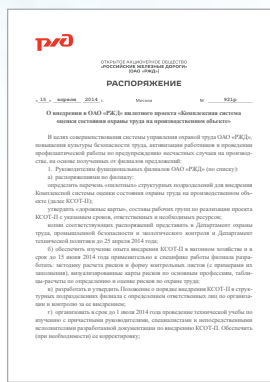 РЖД
ОТКРЫТОЕ АКЦИОНЕРНОЕ ОБЩЕСТВО
«РОССИЙСКИЕ ЖЕЛЕЗНЫЕ ДОРОГИ»
(ОАО «РЖД»)
РАСПОРЯЖЕНИЕ
« 15 » апреля 2014 г. Москва № 921р
О внедрении в ОАО «РЖД» пилотного проекта «Комплексная система
оценки состояния охраны труда на производственном объекте»
В целях совершенствования системы управления охраной труда ОАО «РЖД»,
повышения культуры безопасности труда, активизации работников в проведении
профилактической работы по предупреждению несчастных случаев на производ-
стве, на основе полученных от филиалов предложений:
1. Руководителям функциональных филиалов ОАО «РЖД» (по списку):
а) распоряжениями по филиалу:
определить перечень «пилотных» структурных подразделений для внедрения
Комплексной системы оценки состояния охраны труда на производственном объ-
екте (далее КСОТ-П);
утвердить «дорожные карты», составы рабочих групп по реализации проекта
КСОТ-П с указанием сроков, ответственных и необходимых ресурсов;
копии соответствующих распоряжений представить в Департамент охраны
труда, промышленной безопасности и экологического контроля и Департамент
технической политики до 25 апреля 2014 года;
б) обеспечить изучение опыта внедрения КСОТ-П в вагонном хозяйстве и в
срок до 15 июня 2014 года применительно к специфике работы филиала разра-
ботать: методику расчета рисков и форму контрольных листов (с примерами их
заполнения), визуализированные карты рисков по основным профессиям, табли-
цы-расчеты по определению и оценке рисков по охране труда;
в) разработать и утвердить Положение о порядке внедрения КСОТ-П в струк-
турных подразделениях филиала с определением ответственных лиц по организа-
ции и контролю за ее внедрением;
г) организовать в срок до 1 июля 2014 года проведение технической учебы по
изучению с причастными руководителями, специалистами и непосредственными
исполнителями разработанной документации по внедрению КСОТ-П. Обеспечить
(при необходимости) ее корректировку;